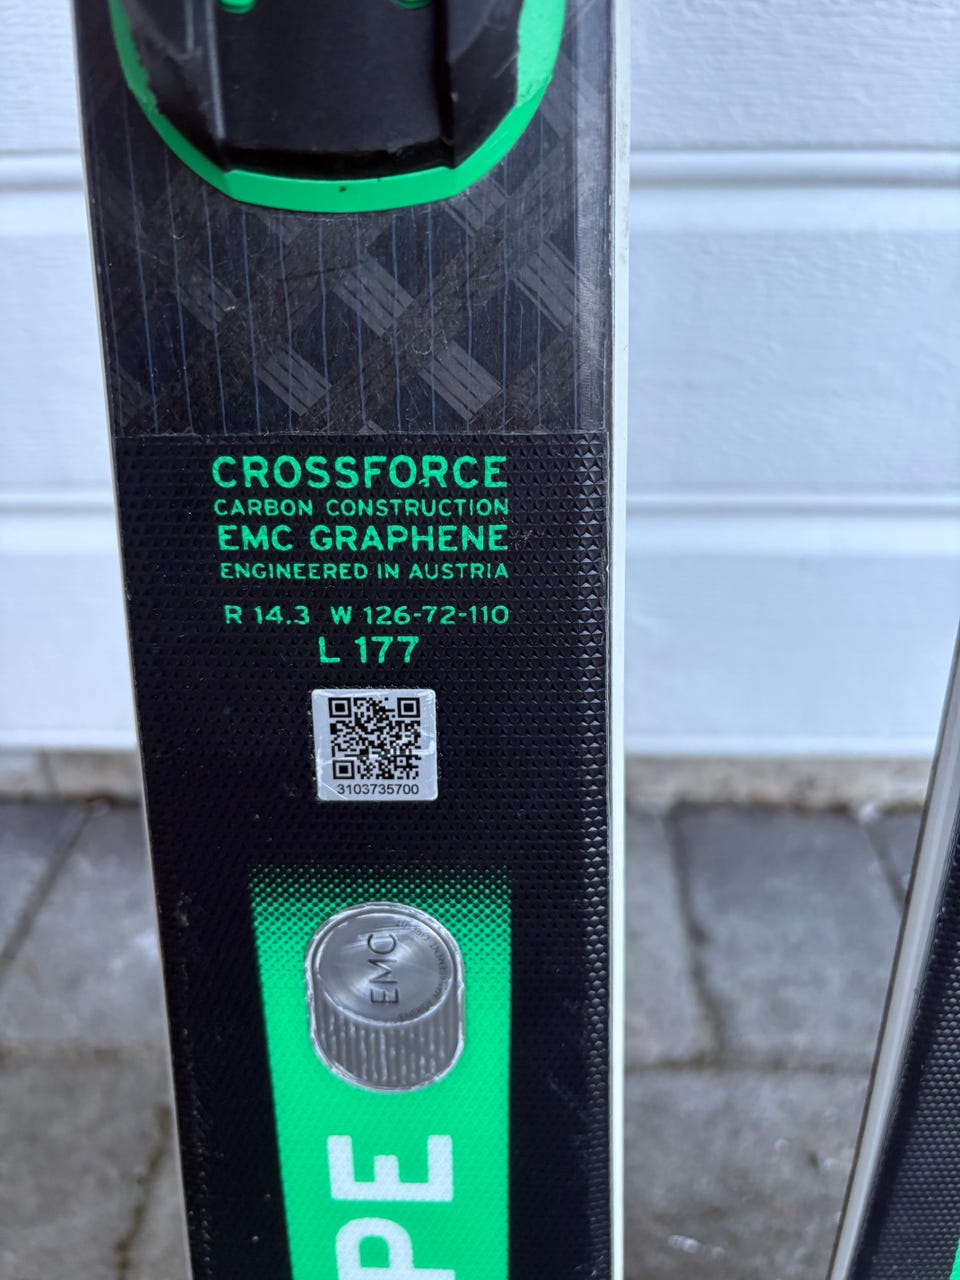 CROSSFORCE
CARBON CONSTRUCTION
EMC GRAPHENE
ENGINEERED IN AUSTRIA
R 14.3 W 126-72-110
L 177
3103735700
EMC
PE